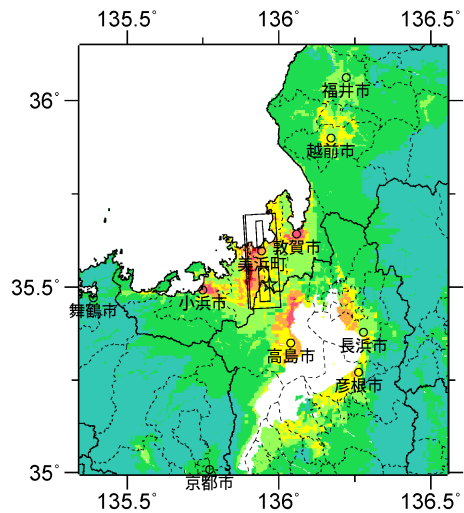 135.5° 136° 136.5°
36°
福井市
越前市
敦賀市
美浜町
35.5°
小浜市
舞鶴市
長浜市
高島市
彦根市
35°
京都市
135.5° 136° 136.5°